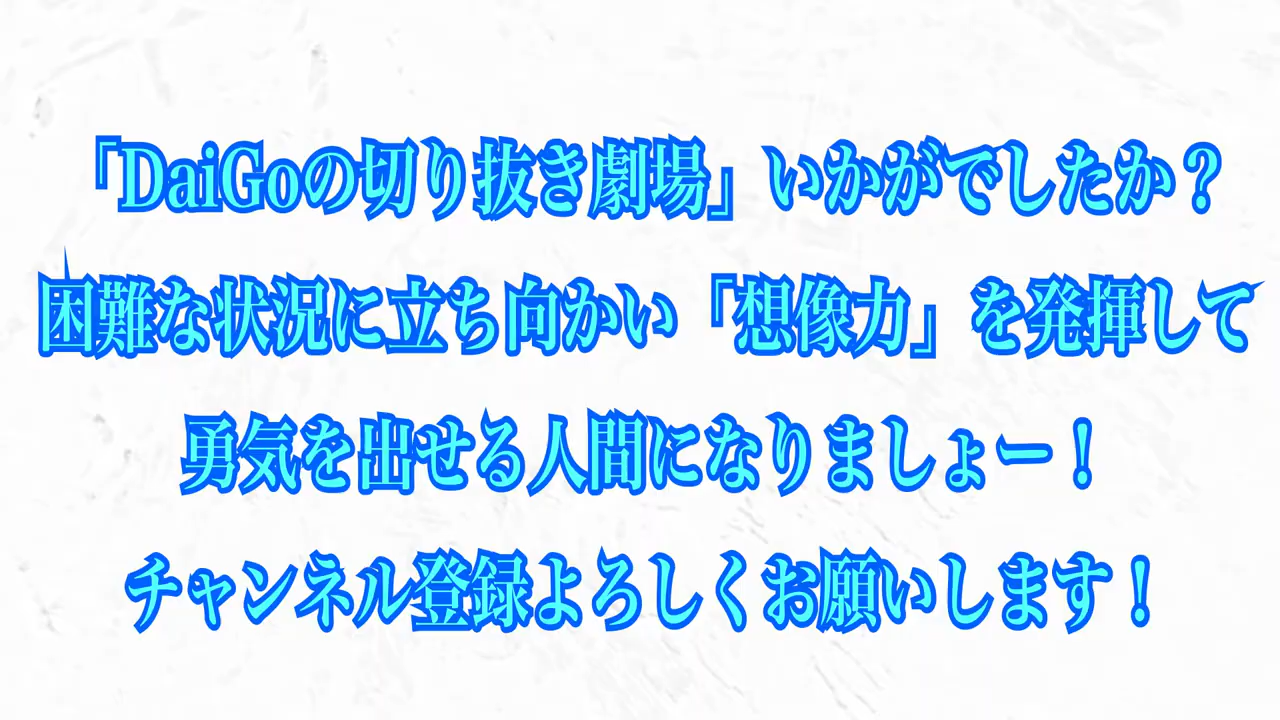 「DaiGoの切り抜き劇場」いかがでしたか？
困難な状況に立ち向かい「想像力」を発揮して
勇気を出せる人間になりましょー！
チャンネル登録よろしくお願いします！